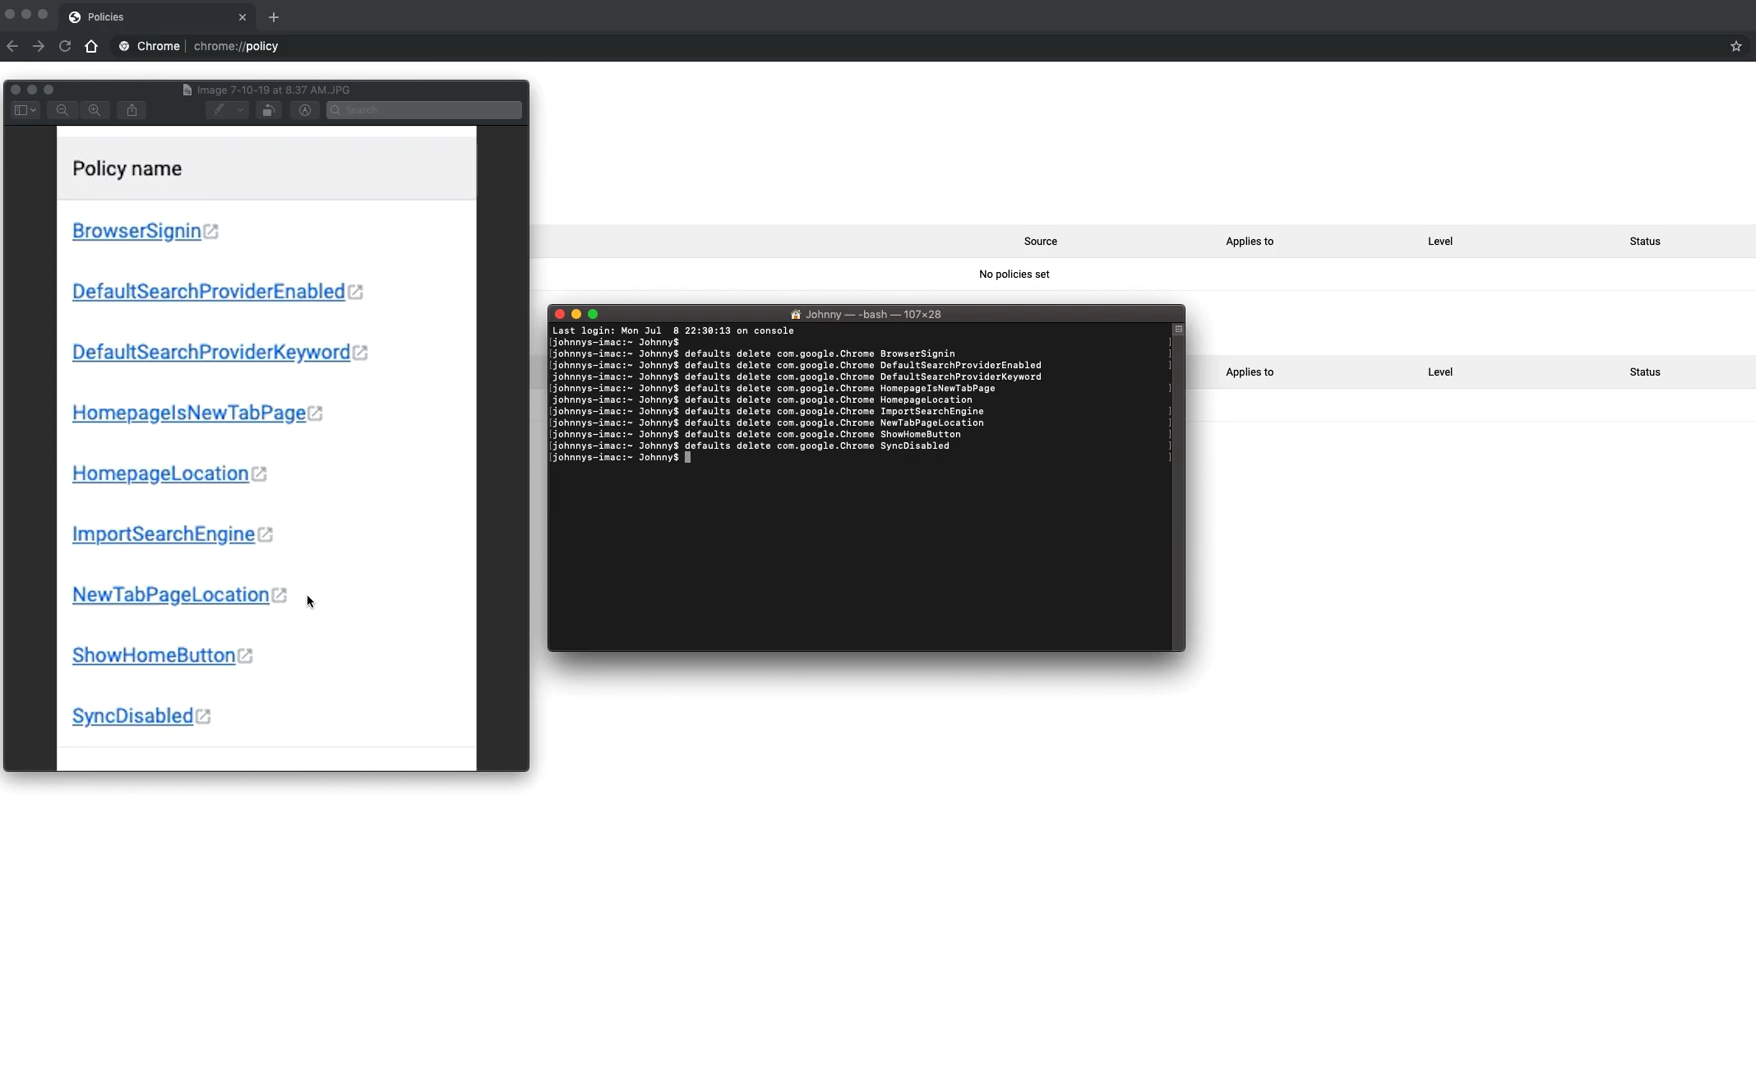 Policies
Chrome
chrome://policy
Image 7-10-19 at 8.37 AM.JPG
Search
Policy name
BrowserSignin
DefaultSearchProviderEnabled
DefaultSearchProviderKeyword
HomepageIsNewTabPage
HomepageLocation
ImportSearchEngine
NewTabPageLocation
ShowHomeButton
SyncDisabled
Source Applies to Level Status
No policies set
Applies to Level Status
Johnny — -bash — 107×28
Last login: Mon Jul  8 22:30:13 on console
[johnnys-imac:~ Johnny$ ]
[johnnys-imac:~ Johnny$ defaults delete com.google.Chrome BrowserSignin ]
[johnnys-imac:~ Johnny$ defaults delete com.google.Chrome DefaultSearchProviderEnabled ]
johnnys-imac:~ Johnny$ defaults delete com.google.Chrome DefaultSearchProviderKeyword
[johnnys-imac:~ Johnny$ defaults delete com.google.Chrome HomepageIsNewTabPage ]
johnnys-imac:~ Johnny$ defaults delete com.google.Chrome HomepageLocation
[johnnys-imac:~ Johnny$ defaults delete com.google.Chrome ImportSearchEngine ]
[johnnys-imac:~ Johnny$ defaults delete com.google.Chrome NewTabPageLocation ]
[johnnys-imac:~ Johnny$ defaults delete com.google.Chrome ShowHomeButton ]
[johnnys-imac:~ Johnny$ defaults delete com.google.Chrome SyncDisabled ]
[johnnys-imac:~ Johnny$ ]